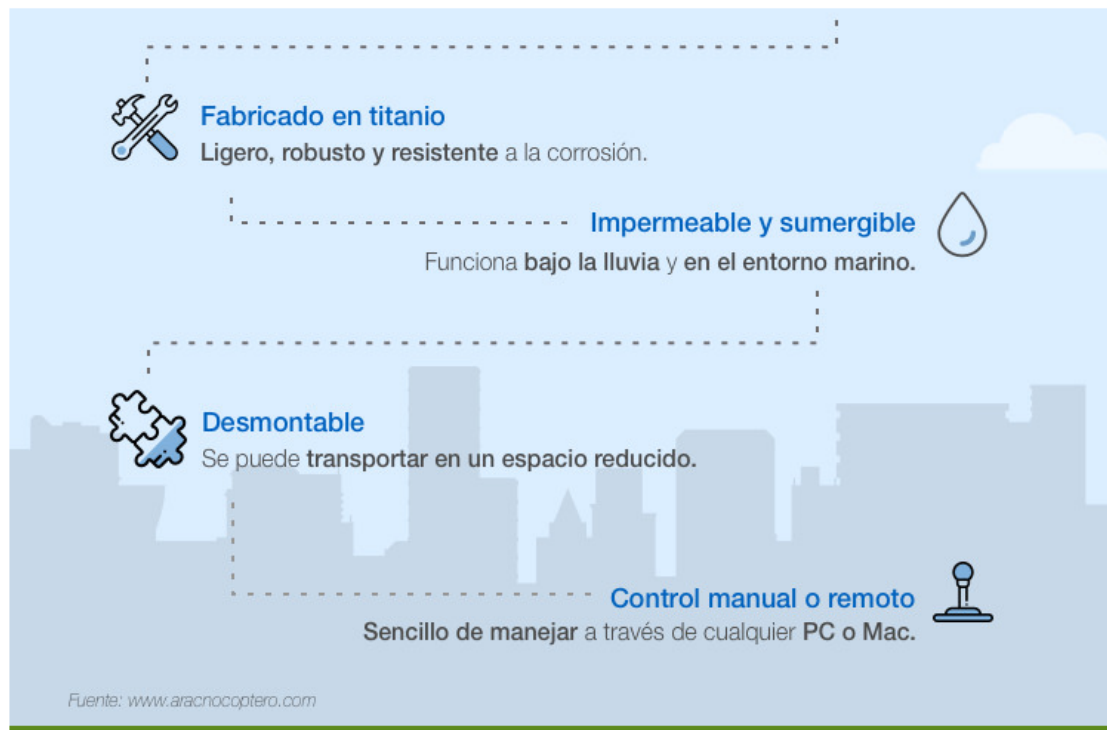 Fabricado en titanio
Ligero, robusto y resistente a la corrosión.
Impermeable y sumergible
Funciona bajo la lluvia y en el entorno marino.
Desmontable
Se puede transportar en un espacio reducido.
Control manual o remoto
Sencillo de manejar a través de cualquier PC o Mac.
Fuente: www.aracnocoptero.com